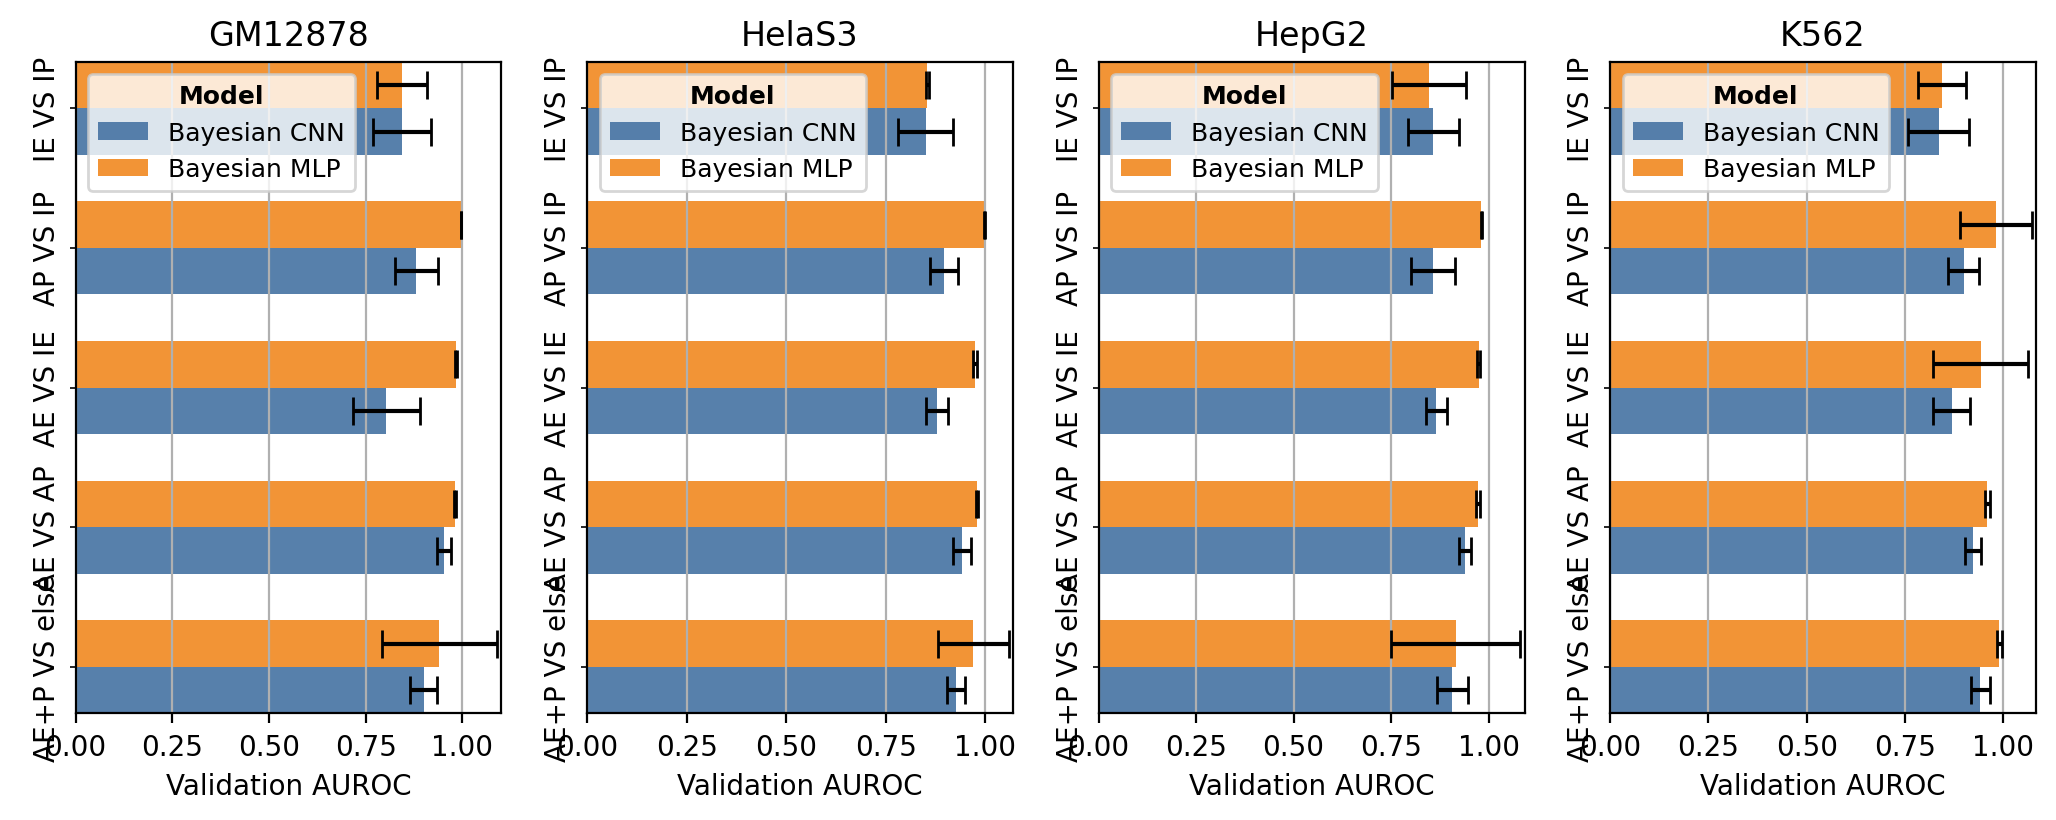 GM12878
HelaS3
HepG2
K562
IE VS IP
AP VS IP
AE VS IE
AE VS AP
AE+P VS else
Model
Bayesian CNN
Bayesian MLP
0.00 0.25 0.50 0.75 1.00
Validation AUROC
IE VS IP
AP VS IP
AE VS IE
AE VS AP
AE+P VS else
Model
Bayesian CNN
Bayesian MLP
0.00 0.25 0.50 0.75 1.00
Validation AUROC
IE VS IP
AP VS IP
AE VS IE
AE VS AP
AE+P VS else
Model
Bayesian CNN
Bayesian MLP
0.00 0.25 0.50 0.75 1.00
Validation AUROC
IE VS IP
AP VS IP
AE VS IE
AE VS AP
AE+P VS else
Model
Bayesian CNN
Bayesian MLP
0.00 0.25 0.50 0.75 1.00
Validation AUROC